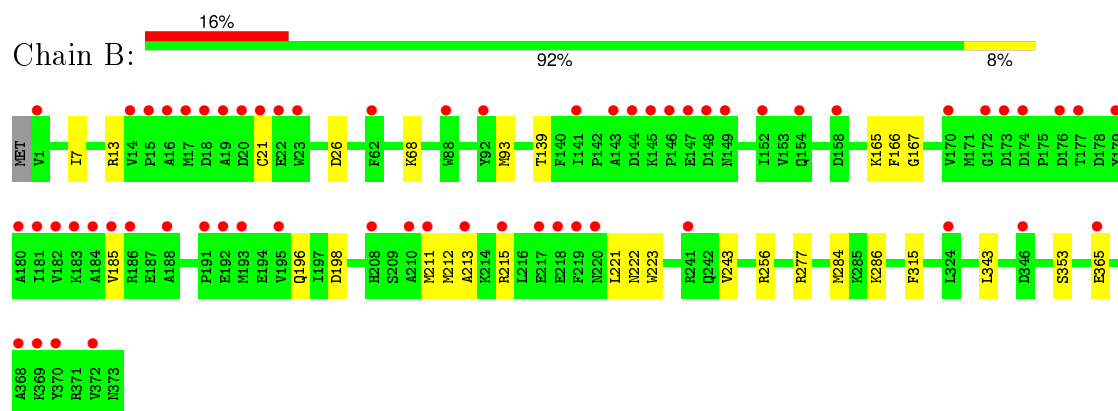 16%
Chain B:
92% 8%
MET V1 I7 R13 V14 P15 A16 M17 D18 A19 D20 C21 E22 W23 D26 F62 K68 W88 Y92 M93 T139 F140 I141 P142 A143 D144 K145 P146 E147 D148 N149 I152 V153 Q154 D158 K165 F166 G167 V170 M171 G172 D173 D174 P175 D176 T177 D178 Y179
A180 I181 V182 K183 A184 V185 R186 E187 A188 P191 E192 M193 E194 V195 Q196 I197 D198 H208 S209 A210 M211 M212 A213 K214 R215 L216 E217 E218 F219 N220 L221 N222 W223 R241 Q242 V243 R256 R277 M284 K285 K286 F315 L324 L343 D346 S353 E365
A368 K369 Y370 R371 V372 N373